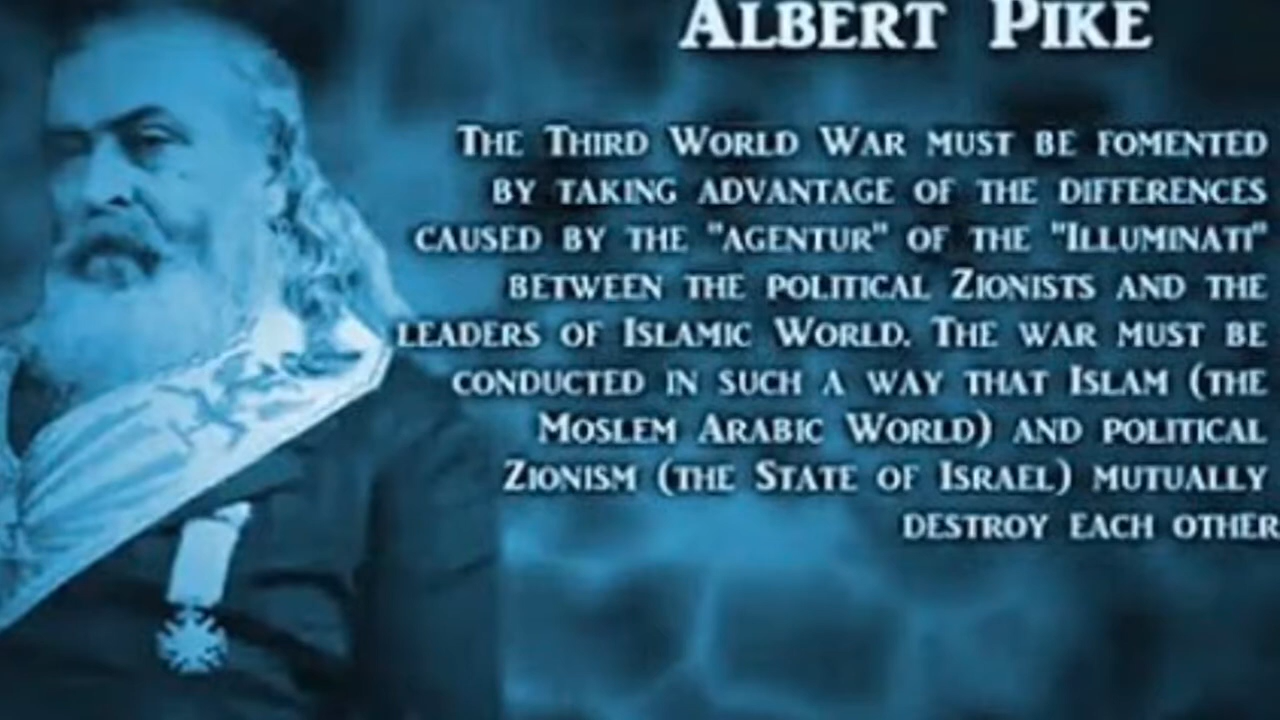 Albert Pike
The Third World War must be fomented
by taking advantage of the differences
caused by the "agentur" of the "Illuminati"
between the political Zionists and the
leaders of Islamic World. The war must be
conducted in such a way that Islam (the
Moslem Arabic World) and political
Zionism (the State of Israel) mutually
destroy each other